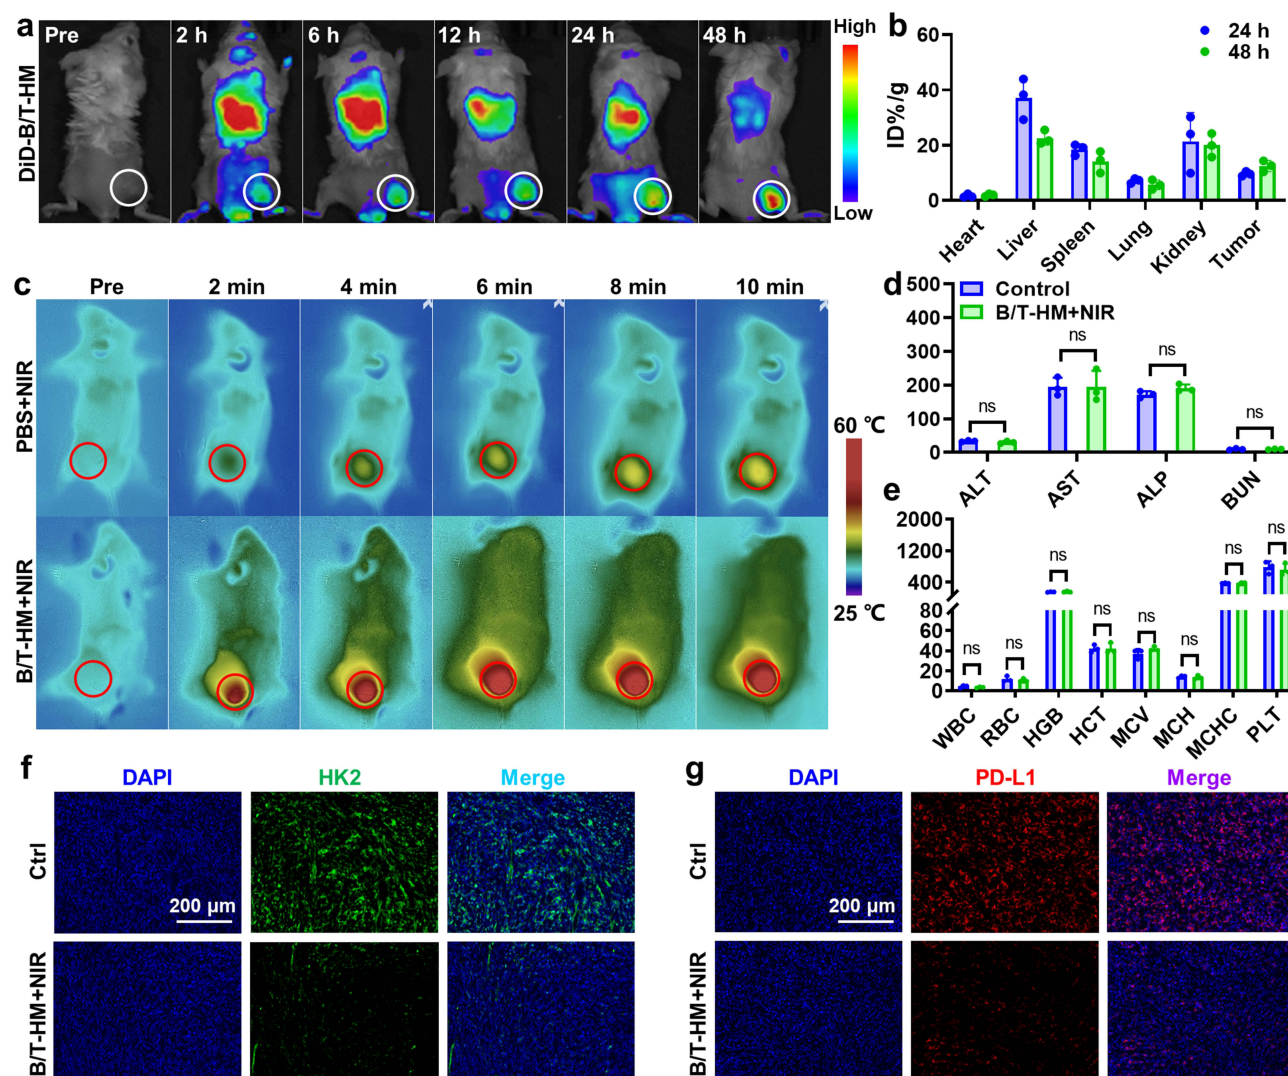 a
Pre
2 h
6 h
12 h
24 h
48 h
High
Low
DiD-B/T-HM
b
24 h
48 h
ID%/g
60
40
20
0
Heart
Liver
Spleen
Lung
Kidney
Tumor
c
Pre
2 min
4 min
6 min
8 min
10 min
PBS+NIR
B/T-HM+NIR
60 ℃
25 ℃
d
Control
B/T-HM+NIR
500
400
300
200
100
0
ns
ns
ns
ns
ALT
AST
ALP
BUN
e
2000
1200
400
80
60
40
20
0
ns
ns
ns
ns
ns
ns
ns
ns
WBC
RBC
HGB
HCT
MCV
MCH
MCHC
PLT
f
DAPI
HK2
Merge
Ctrl
200 μm
B/T-HM+NIR
g
DAPI
PD-L1
Merge
Ctrl
200 μm
B/T-HM+NIR